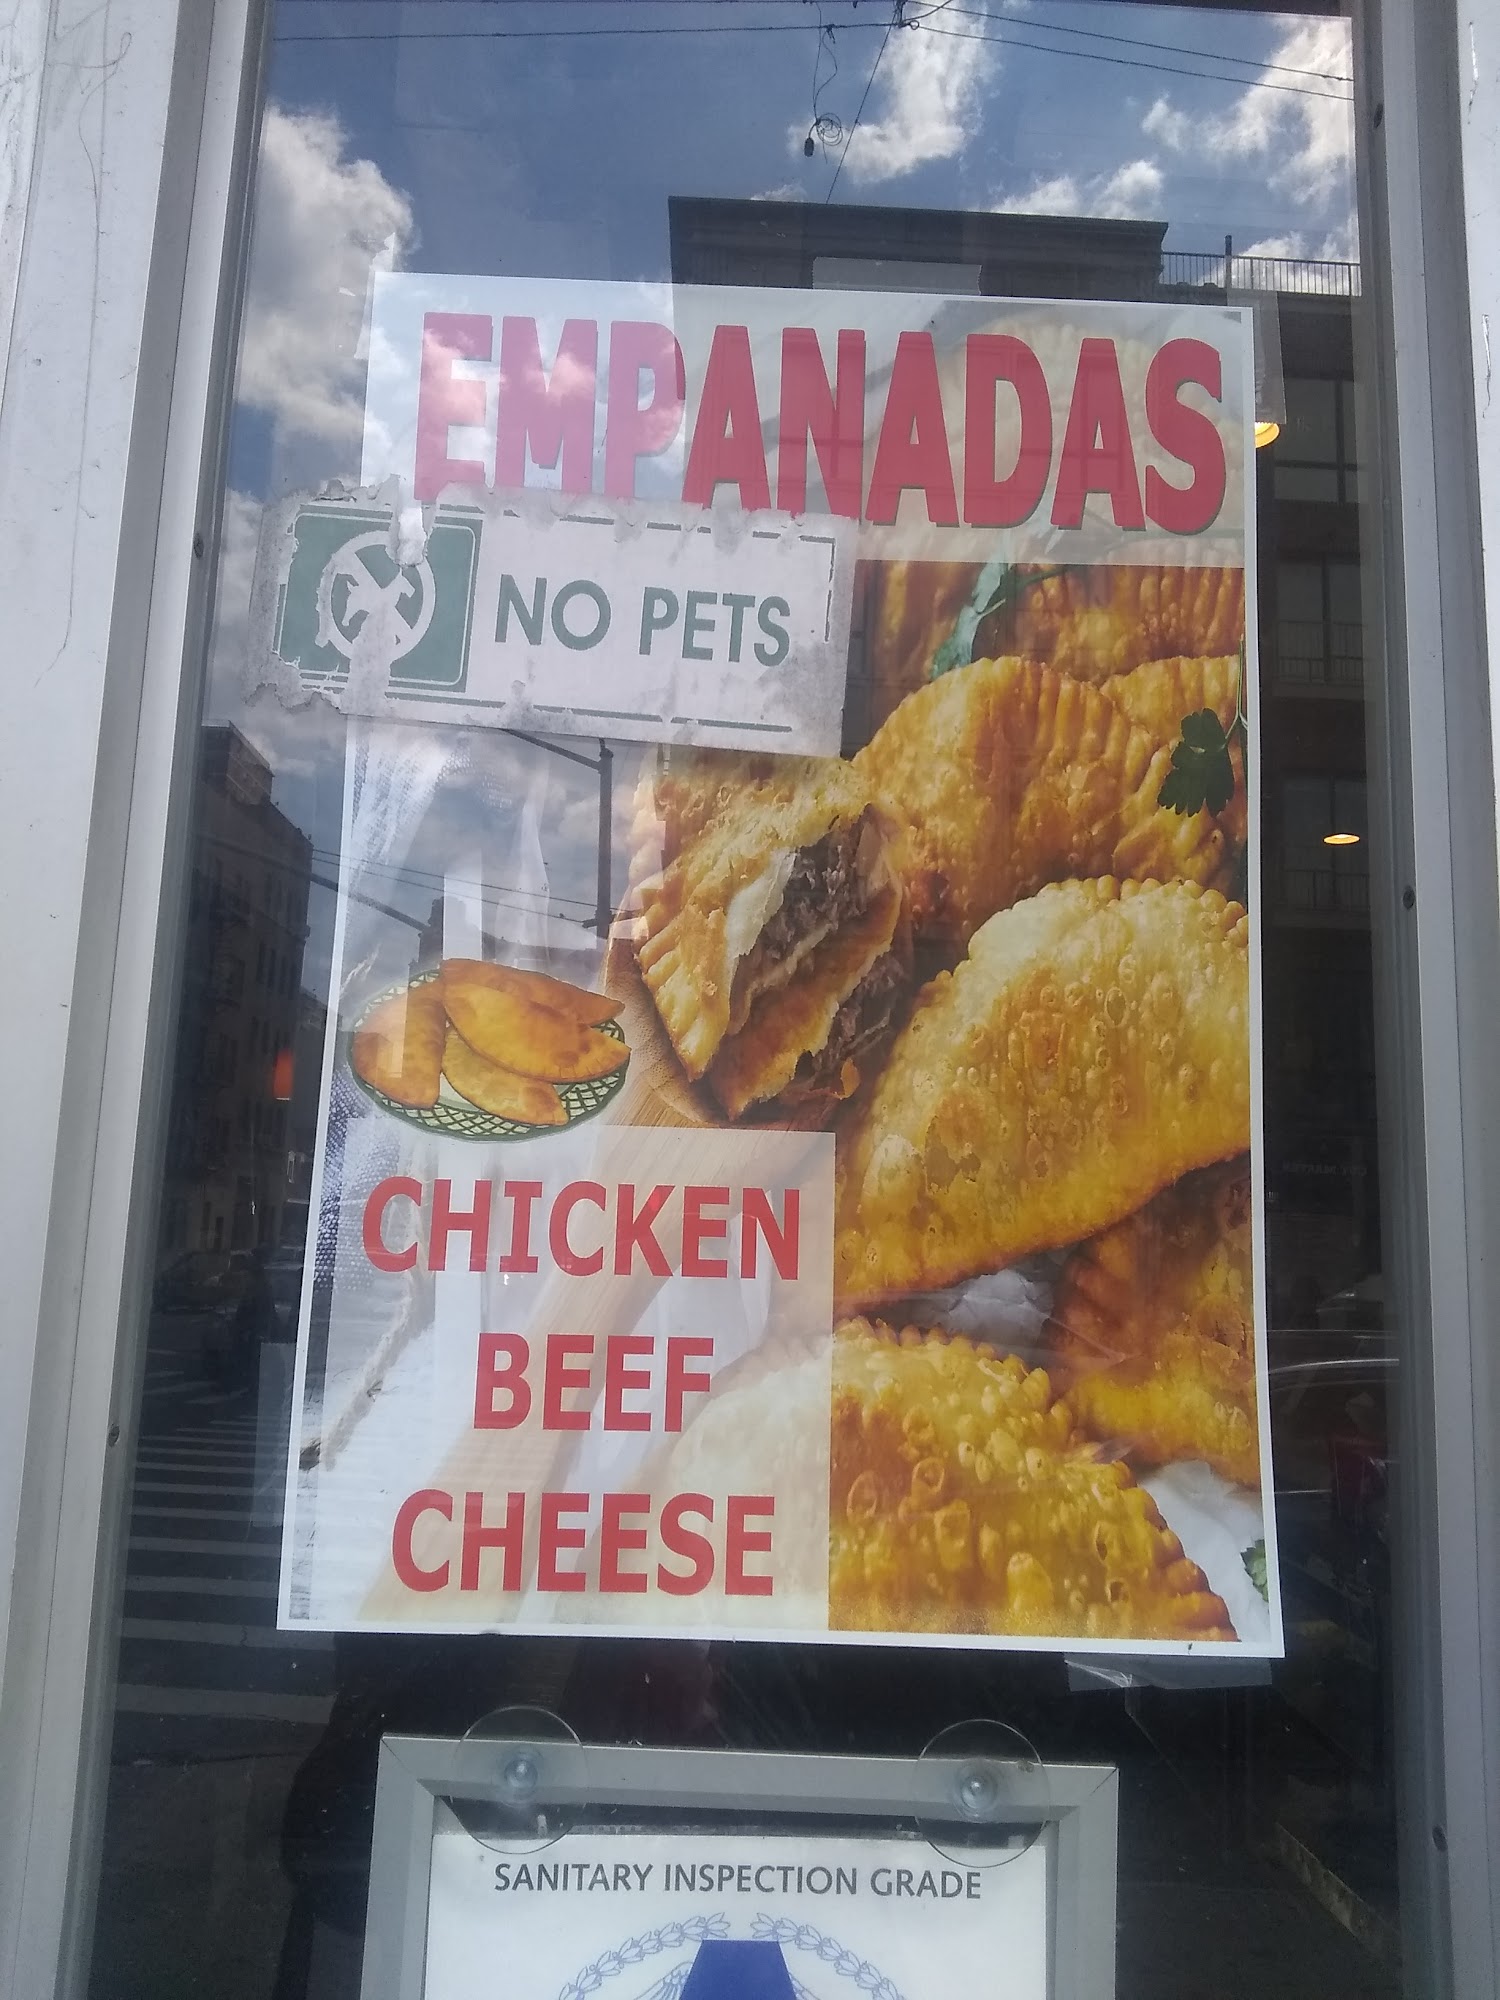 EMPANADAS
NO PETS
CHICKEN
BEEF
CHEESE
SANITARY INSPECTION GRADE